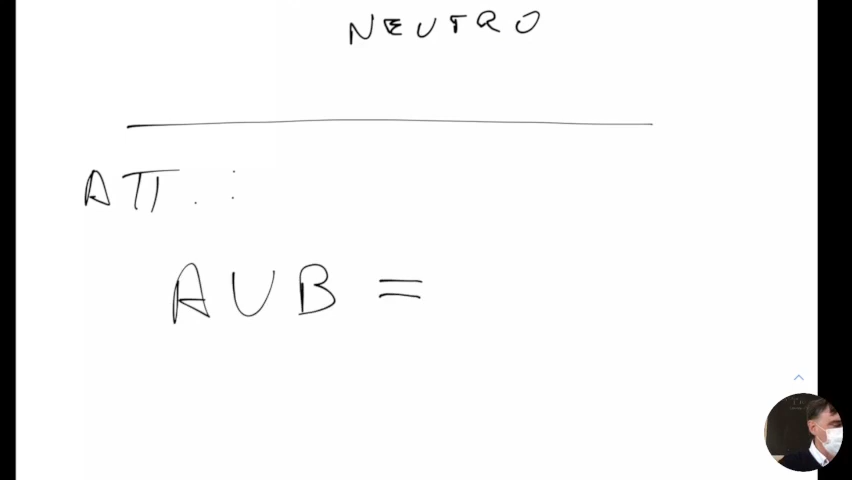 NEUTRO
ATT. :
A ∪ B =